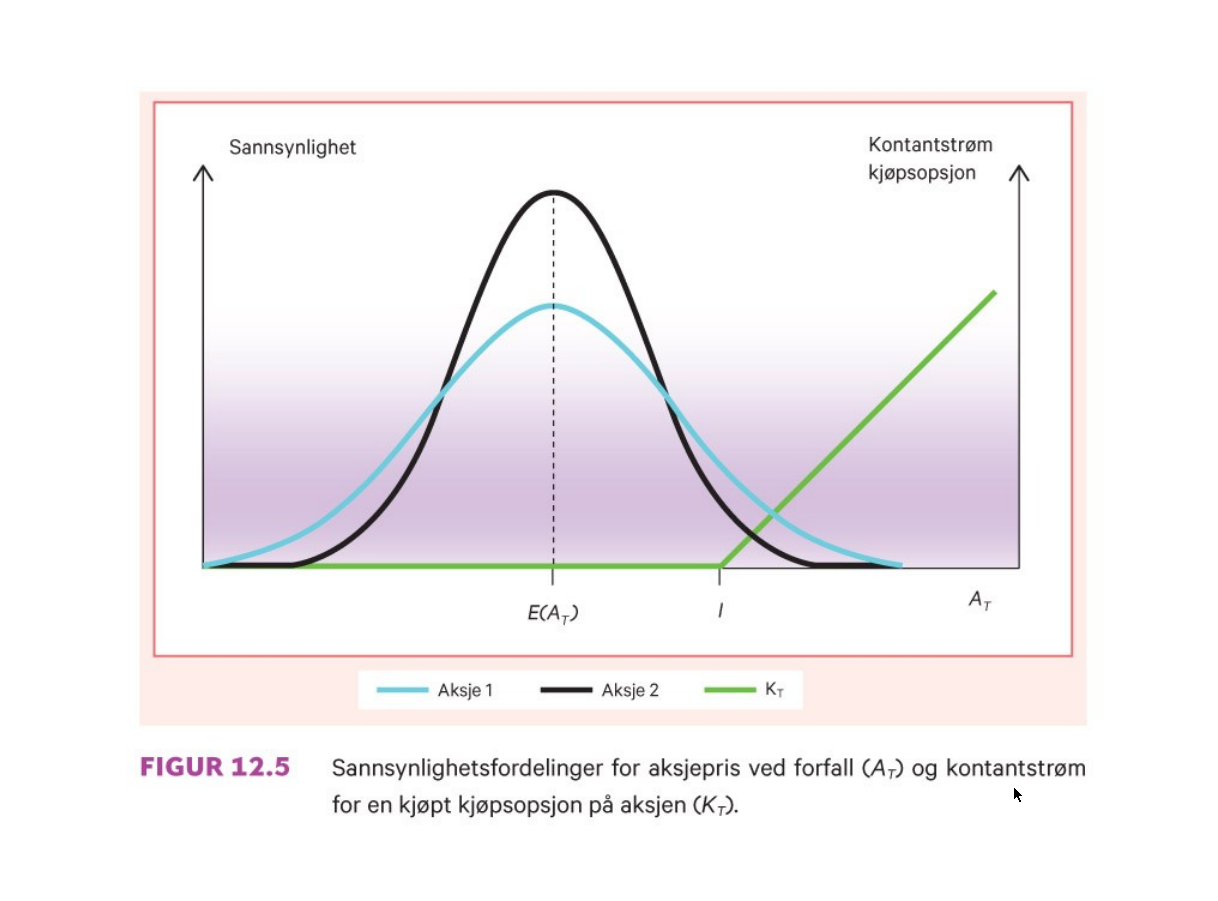 Sannsynlighet
Kontantstrøm
kjøpsopsjon
E(A_T)
I
A_T
Aksje 1
Aksje 2
K_T
FIGUR 12.5
Sannsynlighetsfordelinger for aksjepris ved forfall (A_T) og kontantstrøm
for en kjøpt kjøpsopsjon på aksjen (K_T).